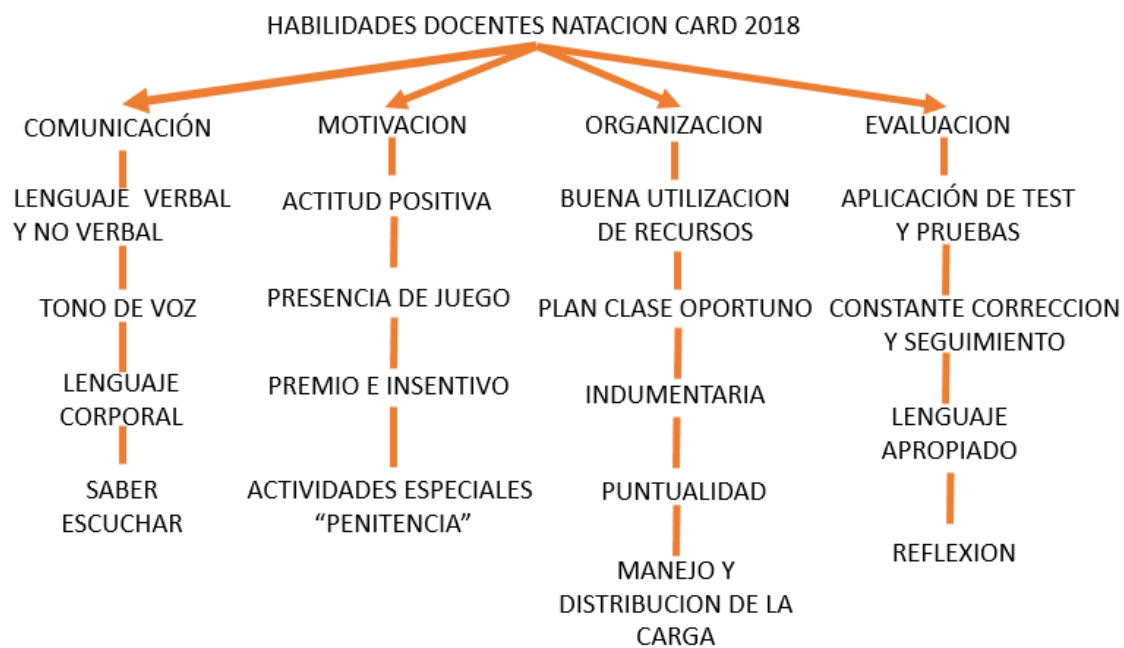 HABILIDADES DOCENTES NATACION CARD 2018
COMUNICACIÓN
LENGUAJE VERBAL
Y NO VERBAL
TONO DE VOZ
LENGUAJE
CORPORAL
SABER
ESCUCHAR
MOTIVACION
ACTITUD POSITIVA
PRESENCIA DE JUEGO
PREMIO E INSENTIVO
ACTIVIDADES ESPECIALES
“PENITENCIA”
ORGANIZACION
BUENA UTILIZACION
DE RECURSOS
PLAN CLASE OPORTUNO
INDUMENTARIA
PUNTUALIDAD
MANEJO Y
DISTRIBUCION DE LA
CARGA
EVALUACION
APLICACIÓN DE TEST
Y PRUEBAS
CONSTANTE CORRECCION
Y SEGUIMIENTO
LENGUAJE
APROPIADO
REFLEXION